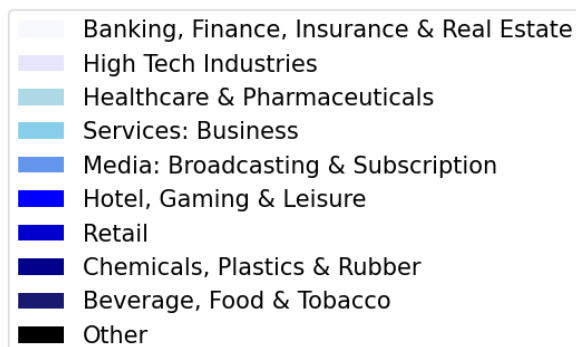 Banking, Finance, Insurance & Real Estate
High Tech Industries
Healthcare & Pharmaceuticals
Services: Business
Media: Broadcasting & Subscription
Hotel, Gaming & Leisure
Retail
Chemicals, Plastics & Rubber
Beverage, Food & Tobacco
Other